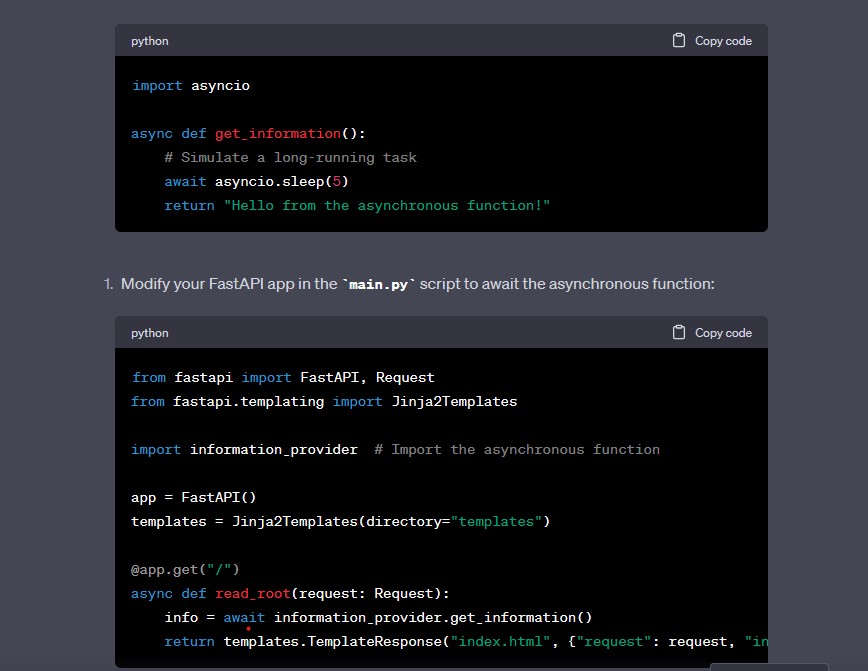 python
Copy code
import asyncio
async def get_information():
    # Simulate a long-running task
    await asyncio.sleep(5)
    return "Hello from the asynchronous function!"
1. Modify your FastAPI app in the `main.py` script to await the asynchronous function:
python
Copy code
from fastapi import FastAPI, Request
from fastapi.templating import Jinja2Templates
import information_provider  # Import the asynchronous function
app = FastAPI()
templates = Jinja2Templates(directory="templates")
@app.get("/")
async def read_root(request: Request):
    info = await information_provider.get_information()
    return templates.TemplateResponse("index.html", {"request": request, "in